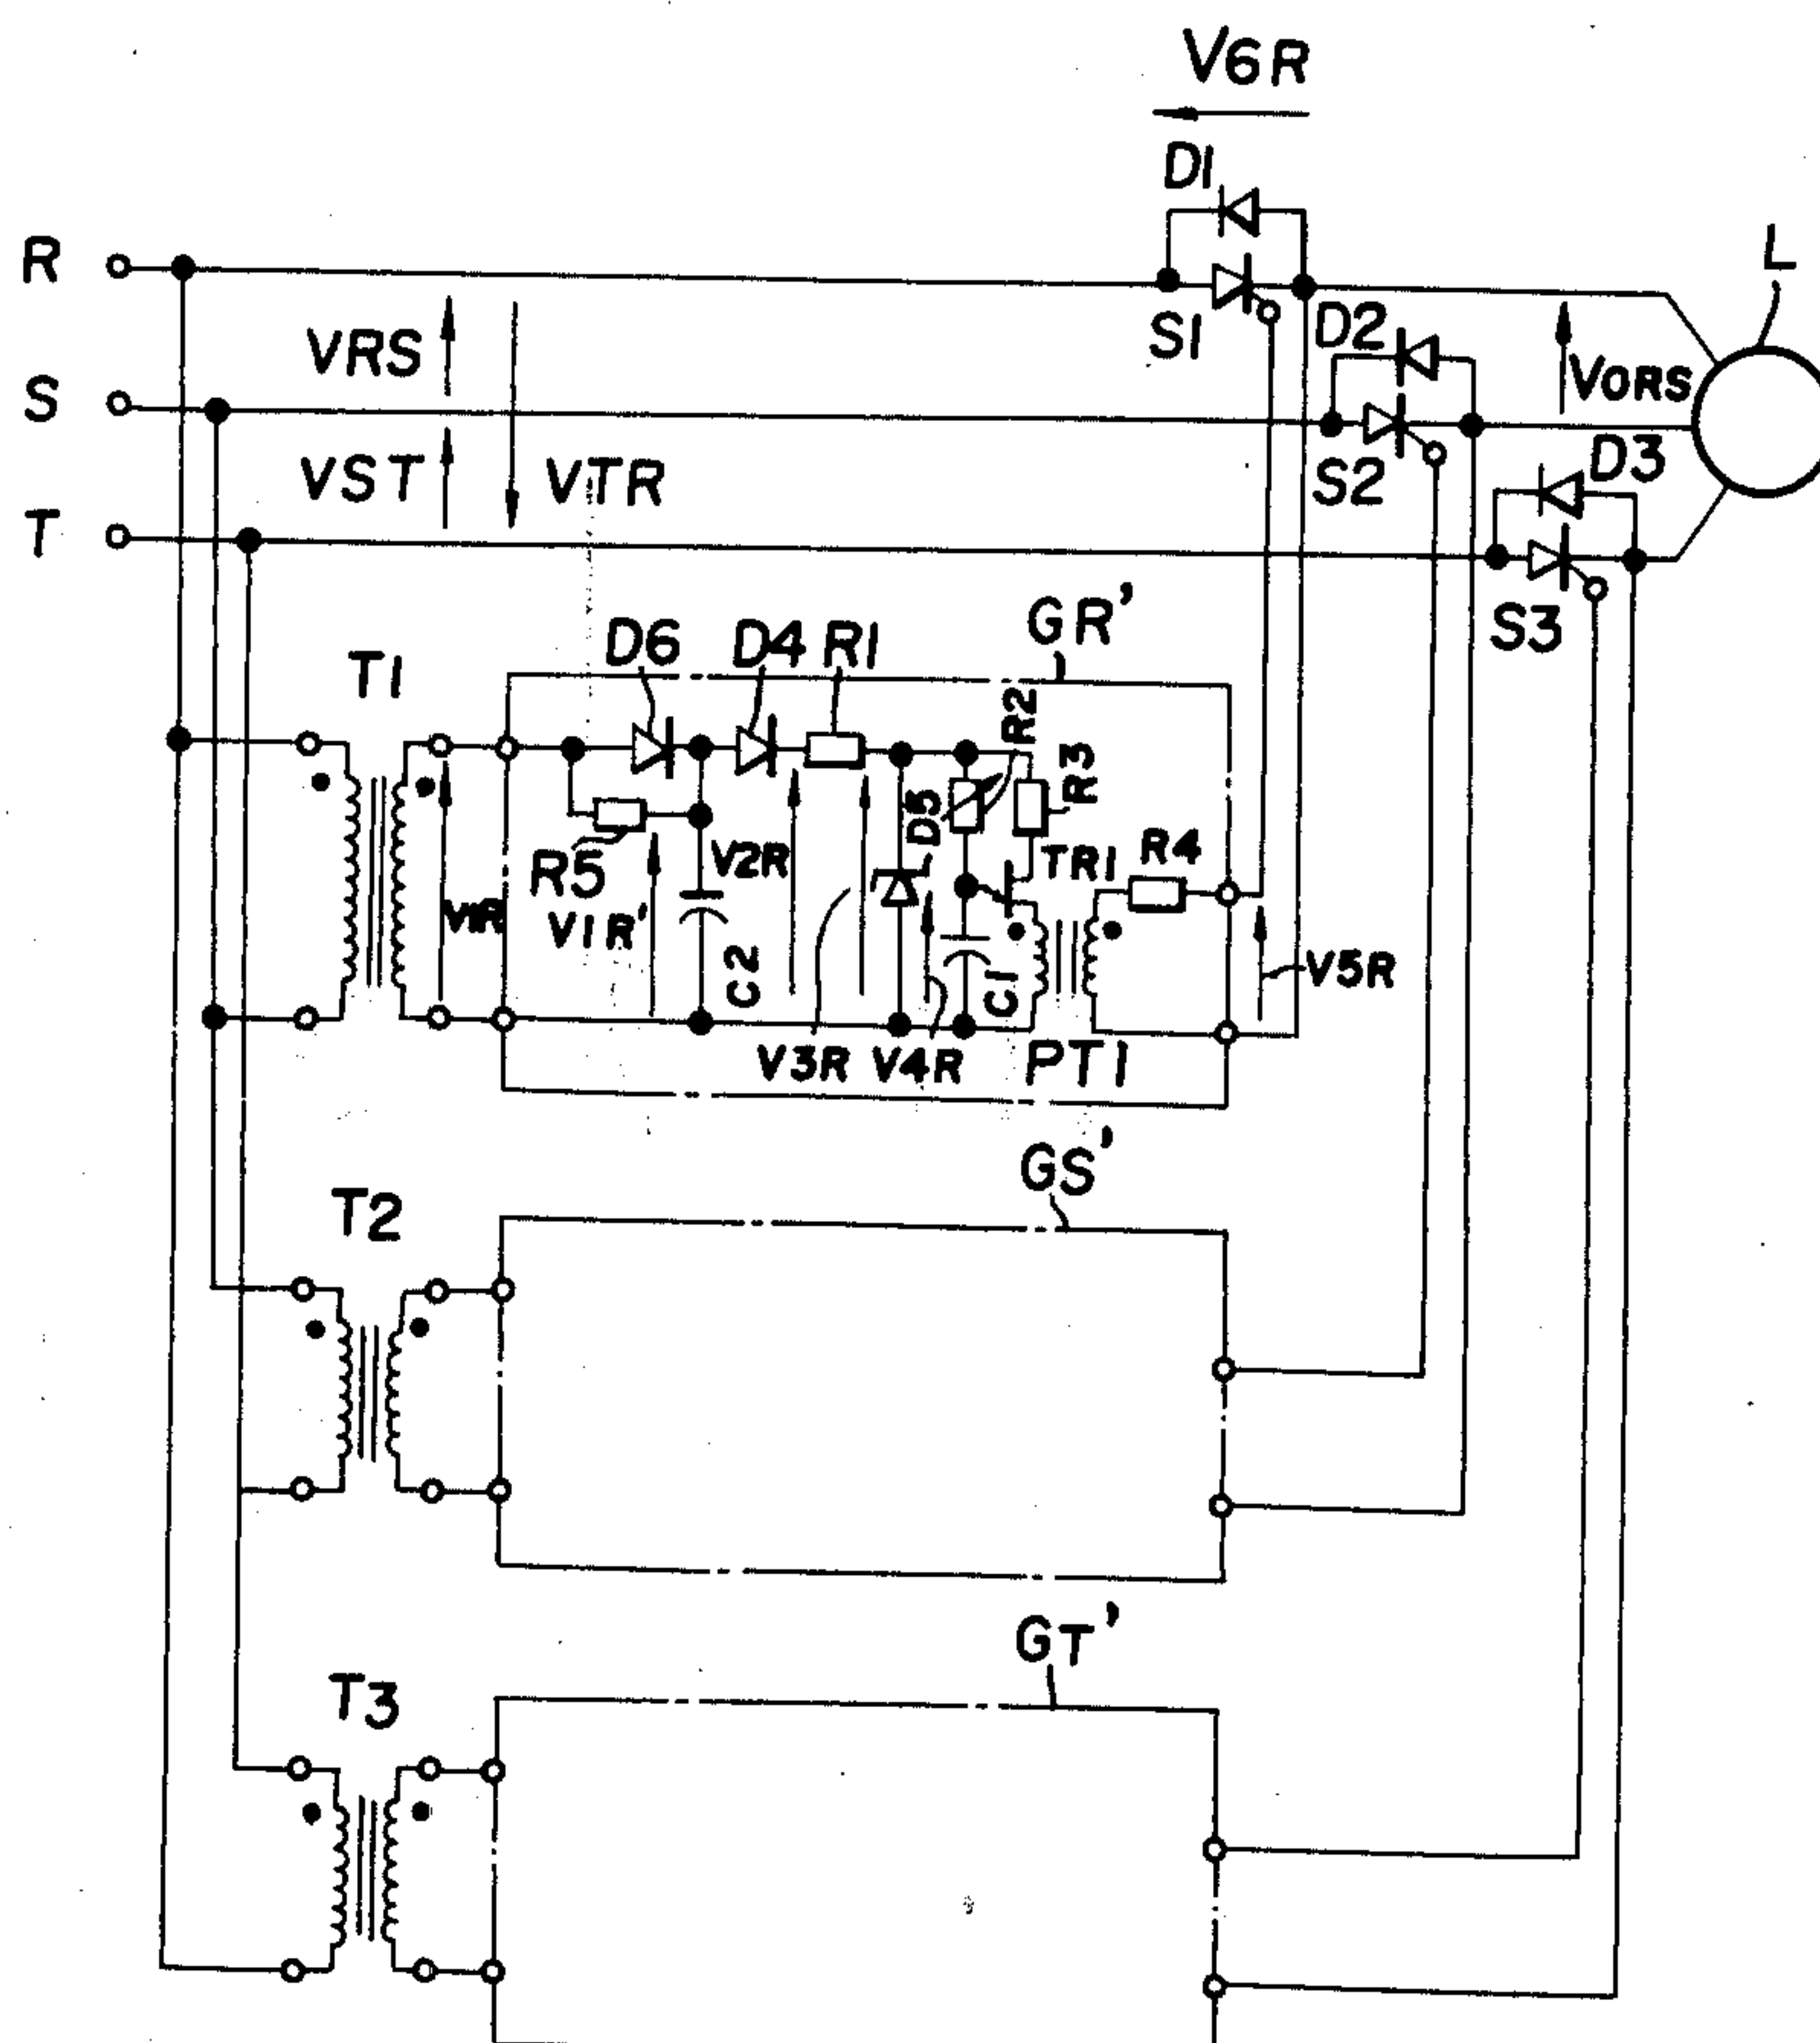 V6R
D1
R
L
S1
D2
VRS
VORS
S
VST
VTR
S2
D3
T
S3
GR'
D6
D4
R1
T1
R2
R3
D5
TR1
R4
R5
V2R
V1R
V1R'
C2
C1
V5R
V3R
V4R
PT1
GS'
T2
GT'
T3